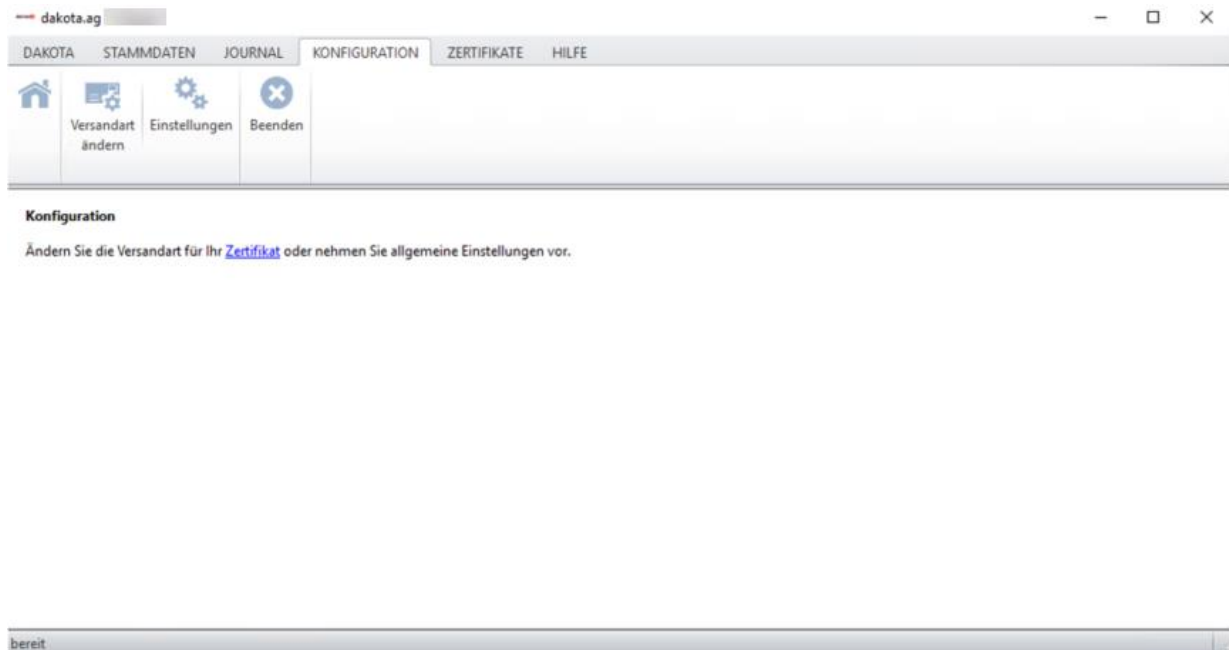 dakota.ag
DAKOTA STAMMDATEN JOURNAL KONFIGURATION ZERTIFIKATE HILFE
Versandart Einstellungen Beenden
ändern
Konfiguration
Ändern Sie die Versandart für Ihr Zertifikat oder nehmen Sie allgemeine Einstellungen vor.
bereit